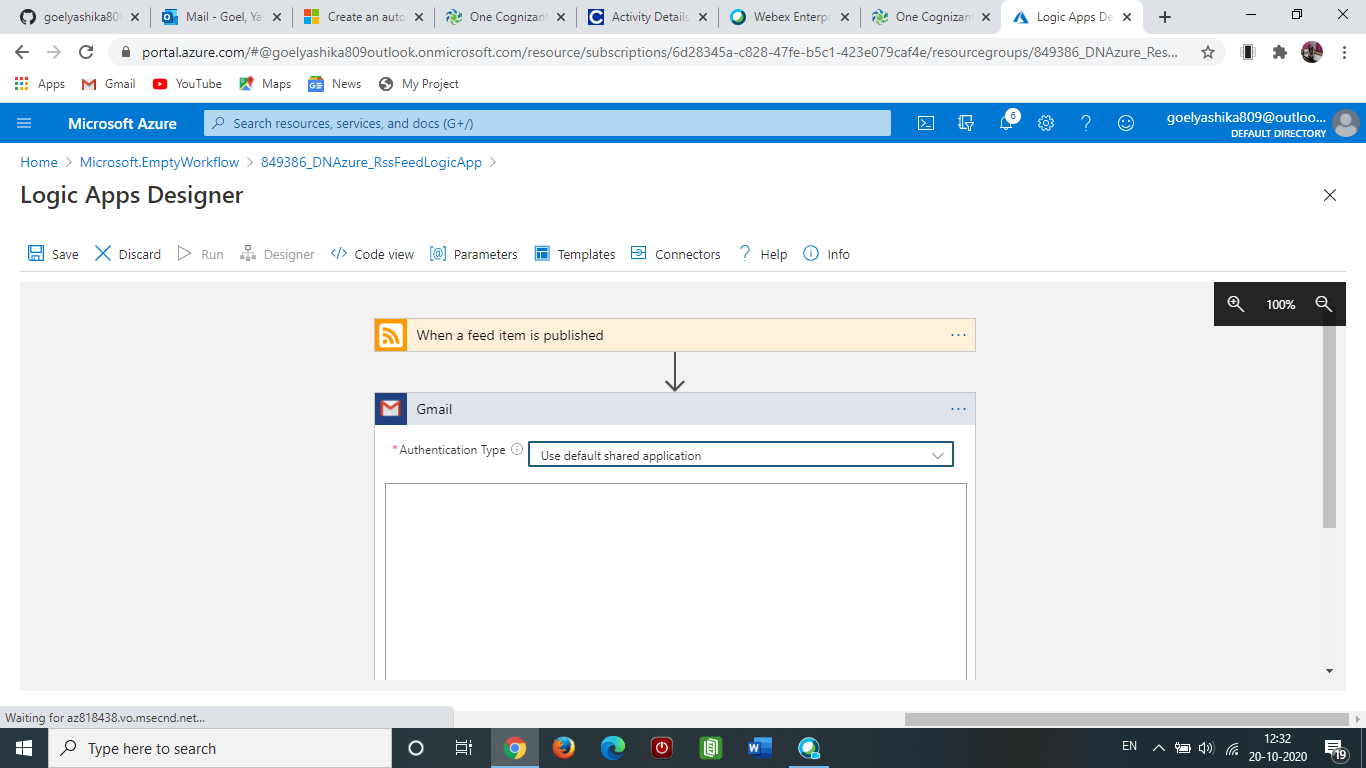 goelyashika80
Mail - Goel, Ya
Create an auto
One Cognizan
Activity Details
Webex Enterpr
One Cognizan
Logic Apps De
portal.azure.com/#@goelyashika809outlook.onmicrosoft.com/resource/subscriptions/6d28345a-c828-47fe-b5c1-423e079caf4e/resourcegroups/849386_DNAzure_Res...
Apps
Gmail
YouTube
Maps
News
My Project
Microsoft Azure
Search resources, services, and docs (G+/)
6
goelyashika809@outloo...
DEFAULT DIRECTORY
Home > Microsoft.EmptyWorkflow > 849386_DNAzure_RssFeedLogicApp >
Logic Apps Designer
Save
Discard
Run
Designer
Code view
Parameters
Templates
Connectors
Help
Info
100%
When a feed item is published
...
Gmail
...
*Authentication Type
Use default shared application
Waiting for az818438.vo.msecnd.net...
Type here to search
EN
12:32
20-10-2020
19